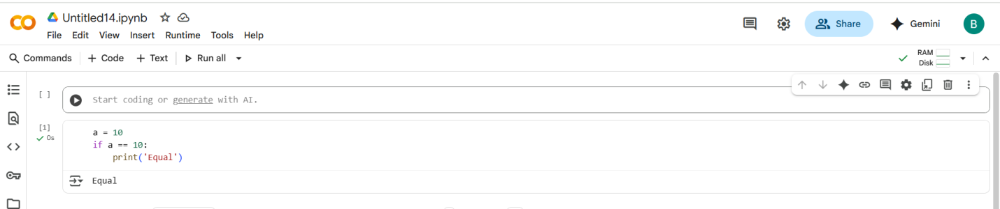 Untitled14.ipynb
File Edit View Insert Runtime Tools Help
Share
Gemini
B
Commands + Code + Text Run all
RAM
Disk
[ ]
Start coding or generate with AI.
[1]
0s
a = 10
if a == 10:
    print('Equal')
Equal